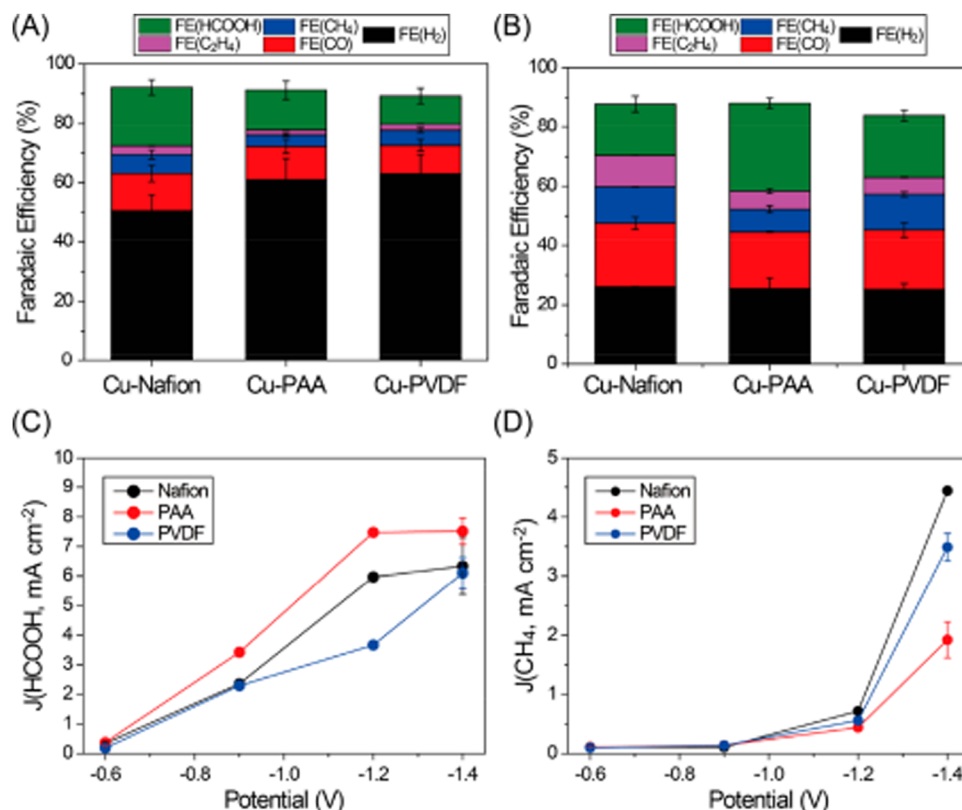 (A)
FE(HCOOH) FE(CH₄) FE(H₂)
FE(C₂H₄) FE(CO)
Faradaic Efficiency (%)
100
80
60
40
20
0
Cu-Nafion Cu-PAA Cu-PVDF
(B)
FE(HCOOH) FE(CH₄) FE(H₂)
FE(C₂H₄) FE(CO)
Faradaic Efficiency (%)
100
80
60
40
20
0
Cu-Nafion Cu-PAA Cu-PVDF
(C)
Nafion
PAA
PVDF
J(HCOOH, mA cm⁻²)
10
9
8
7
6
5
4
3
2
1
0
-0.6 -0.8 -1.0 -1.2 -1.4
Potential (V)
(D)
Nafion
PAA
PVDF
J(CH₄, mA cm⁻²)
5
4
3
2
1
0
-0.6 -0.8 -1.0 -1.2 -1.4
Potential (V)